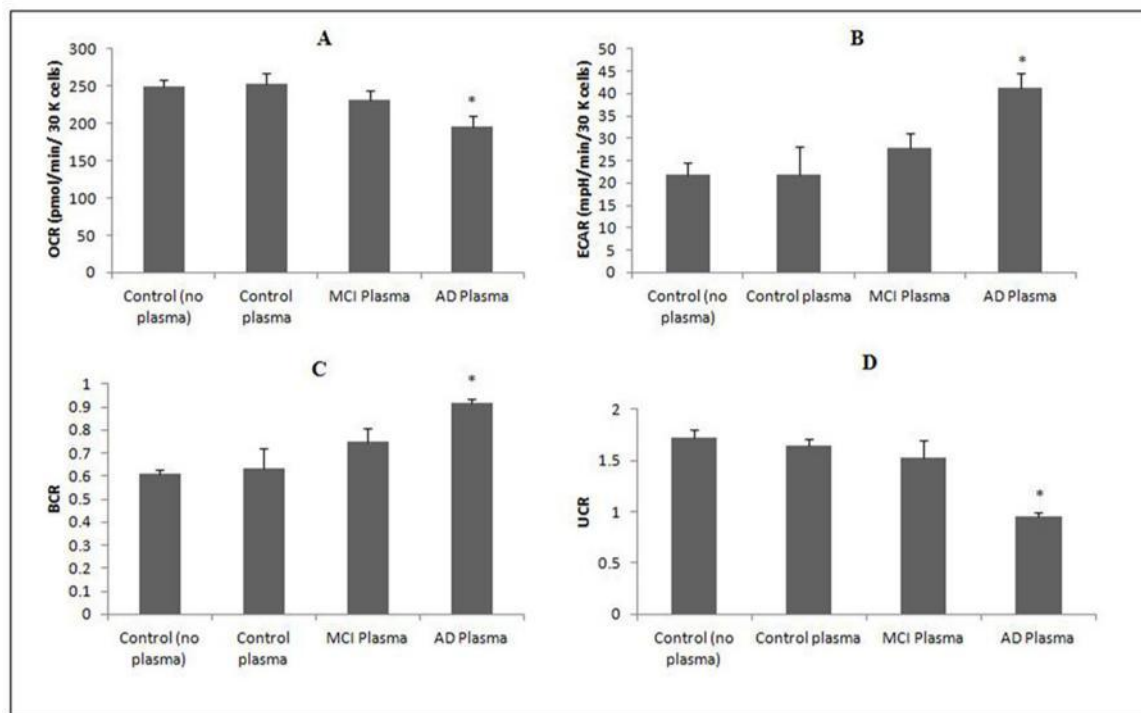 A
OCR (pmol/min/ 30 K cells)
300
250
200
150
100
50
0
*
Control (no
plasma)
Control
plasma
MCI Plasma
AD Plasma
B
ECAR (mpH/min/30 K cells)
50
45
40
35
30
25
20
15
10
5
0
*
Control (no
plasma)
Control plasma
MCI Plasma
AD Plasma
C
BCR
1
0.9
0.8
0.7
0.6
0.5
0.4
0.3
0.2
0.1
0
*
Control (no
plasma)
Control
plasma
MCI Plasma
AD Plasma
D
UCR
2
1.5
1
0.5
0
*
Control (no
plasma)
Control plasma
MCI Plasma
AD Plasma